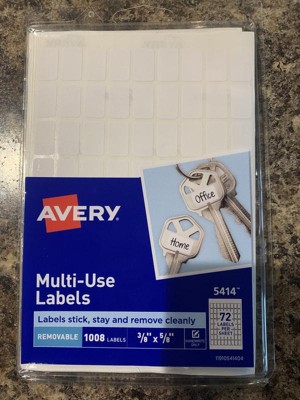 Office
Home
AVERY
5414™
Multi-Use
Labels
72
LABELS
PER
SHEET
Labels stick, stay and remove cleanly
REMOVABLE 1008 LABELS 3/8" x 5/8"